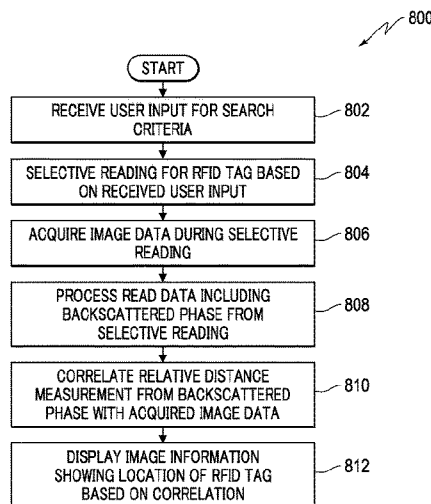 800
START
RECEIVE USER INPUT FOR SEARCH
CRITERIA
802
SELECTIVE READING FOR RFID TAG BASED
ON RECEIVED USER INPUT
804
ACQUIRE IMAGE DATA DURING SELECTIVE
READING
806
PROCESS READ DATA INCLUDING
BACKSCATTERED PHASE FROM
SELECTIVE READING
808
CORRELATE RELATIVE DISTANCE
MEASUREMENT FROM BACKSCATTERED
PHASE WITH ACQUIRED IMAGE DATA
810
DISPLAY IMAGE INFORMATION
SHOWING LOCATION OF RFID TAG
BASED ON CORRELATION
812